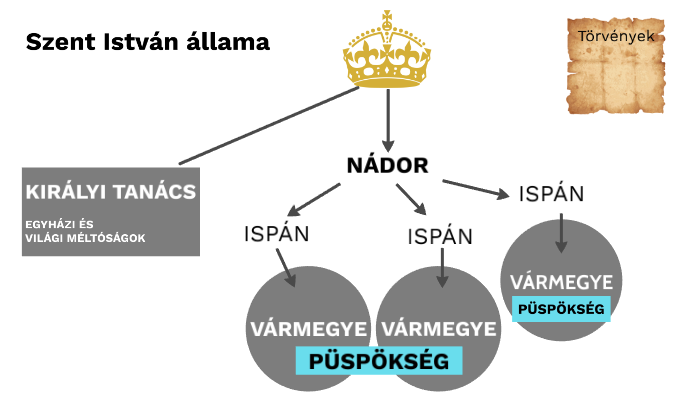 Szent István állama
Törvények
KIRÁLYI TANÁCS
EGYHÁZI ÉS
VILÁGI MÉLTÓSÁGOK
NÁDOR
ISPÁN
ISPÁN
ISPÁN
VÁRMEGYE
VÁRMEGYE
PÜSPÖKSÉG
VÁRMEGYE
PÜSPÖKSÉG